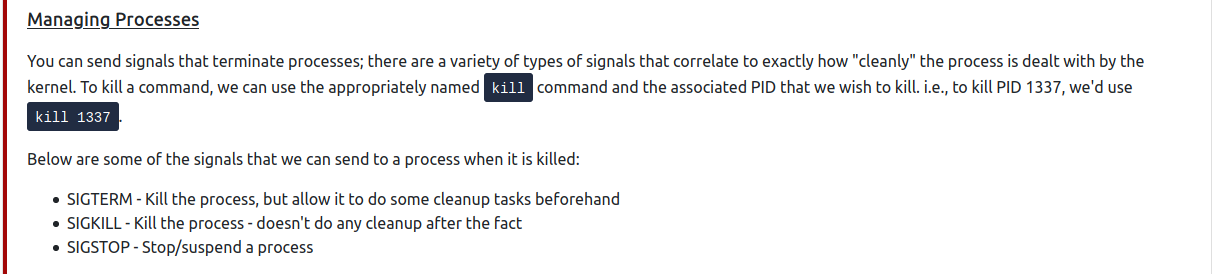 Managing Processes
You can send signals that terminate processes; there are a variety of types of signals that correlate to exactly how "cleanly" the process is dealt with by the
kernel. To kill a command, we can use the appropriately named kill command and the associated PID that we wish to kill. i.e., to kill PID 1337, we'd use
kill 1337.
Below are some of the signals that we can send to a process when it is killed:
• SIGTERM - Kill the process, but allow it to do some cleanup tasks beforehand
• SIGKILL - Kill the process - doesn't do any cleanup after the fact
• SIGSTOP - Stop/suspend a process